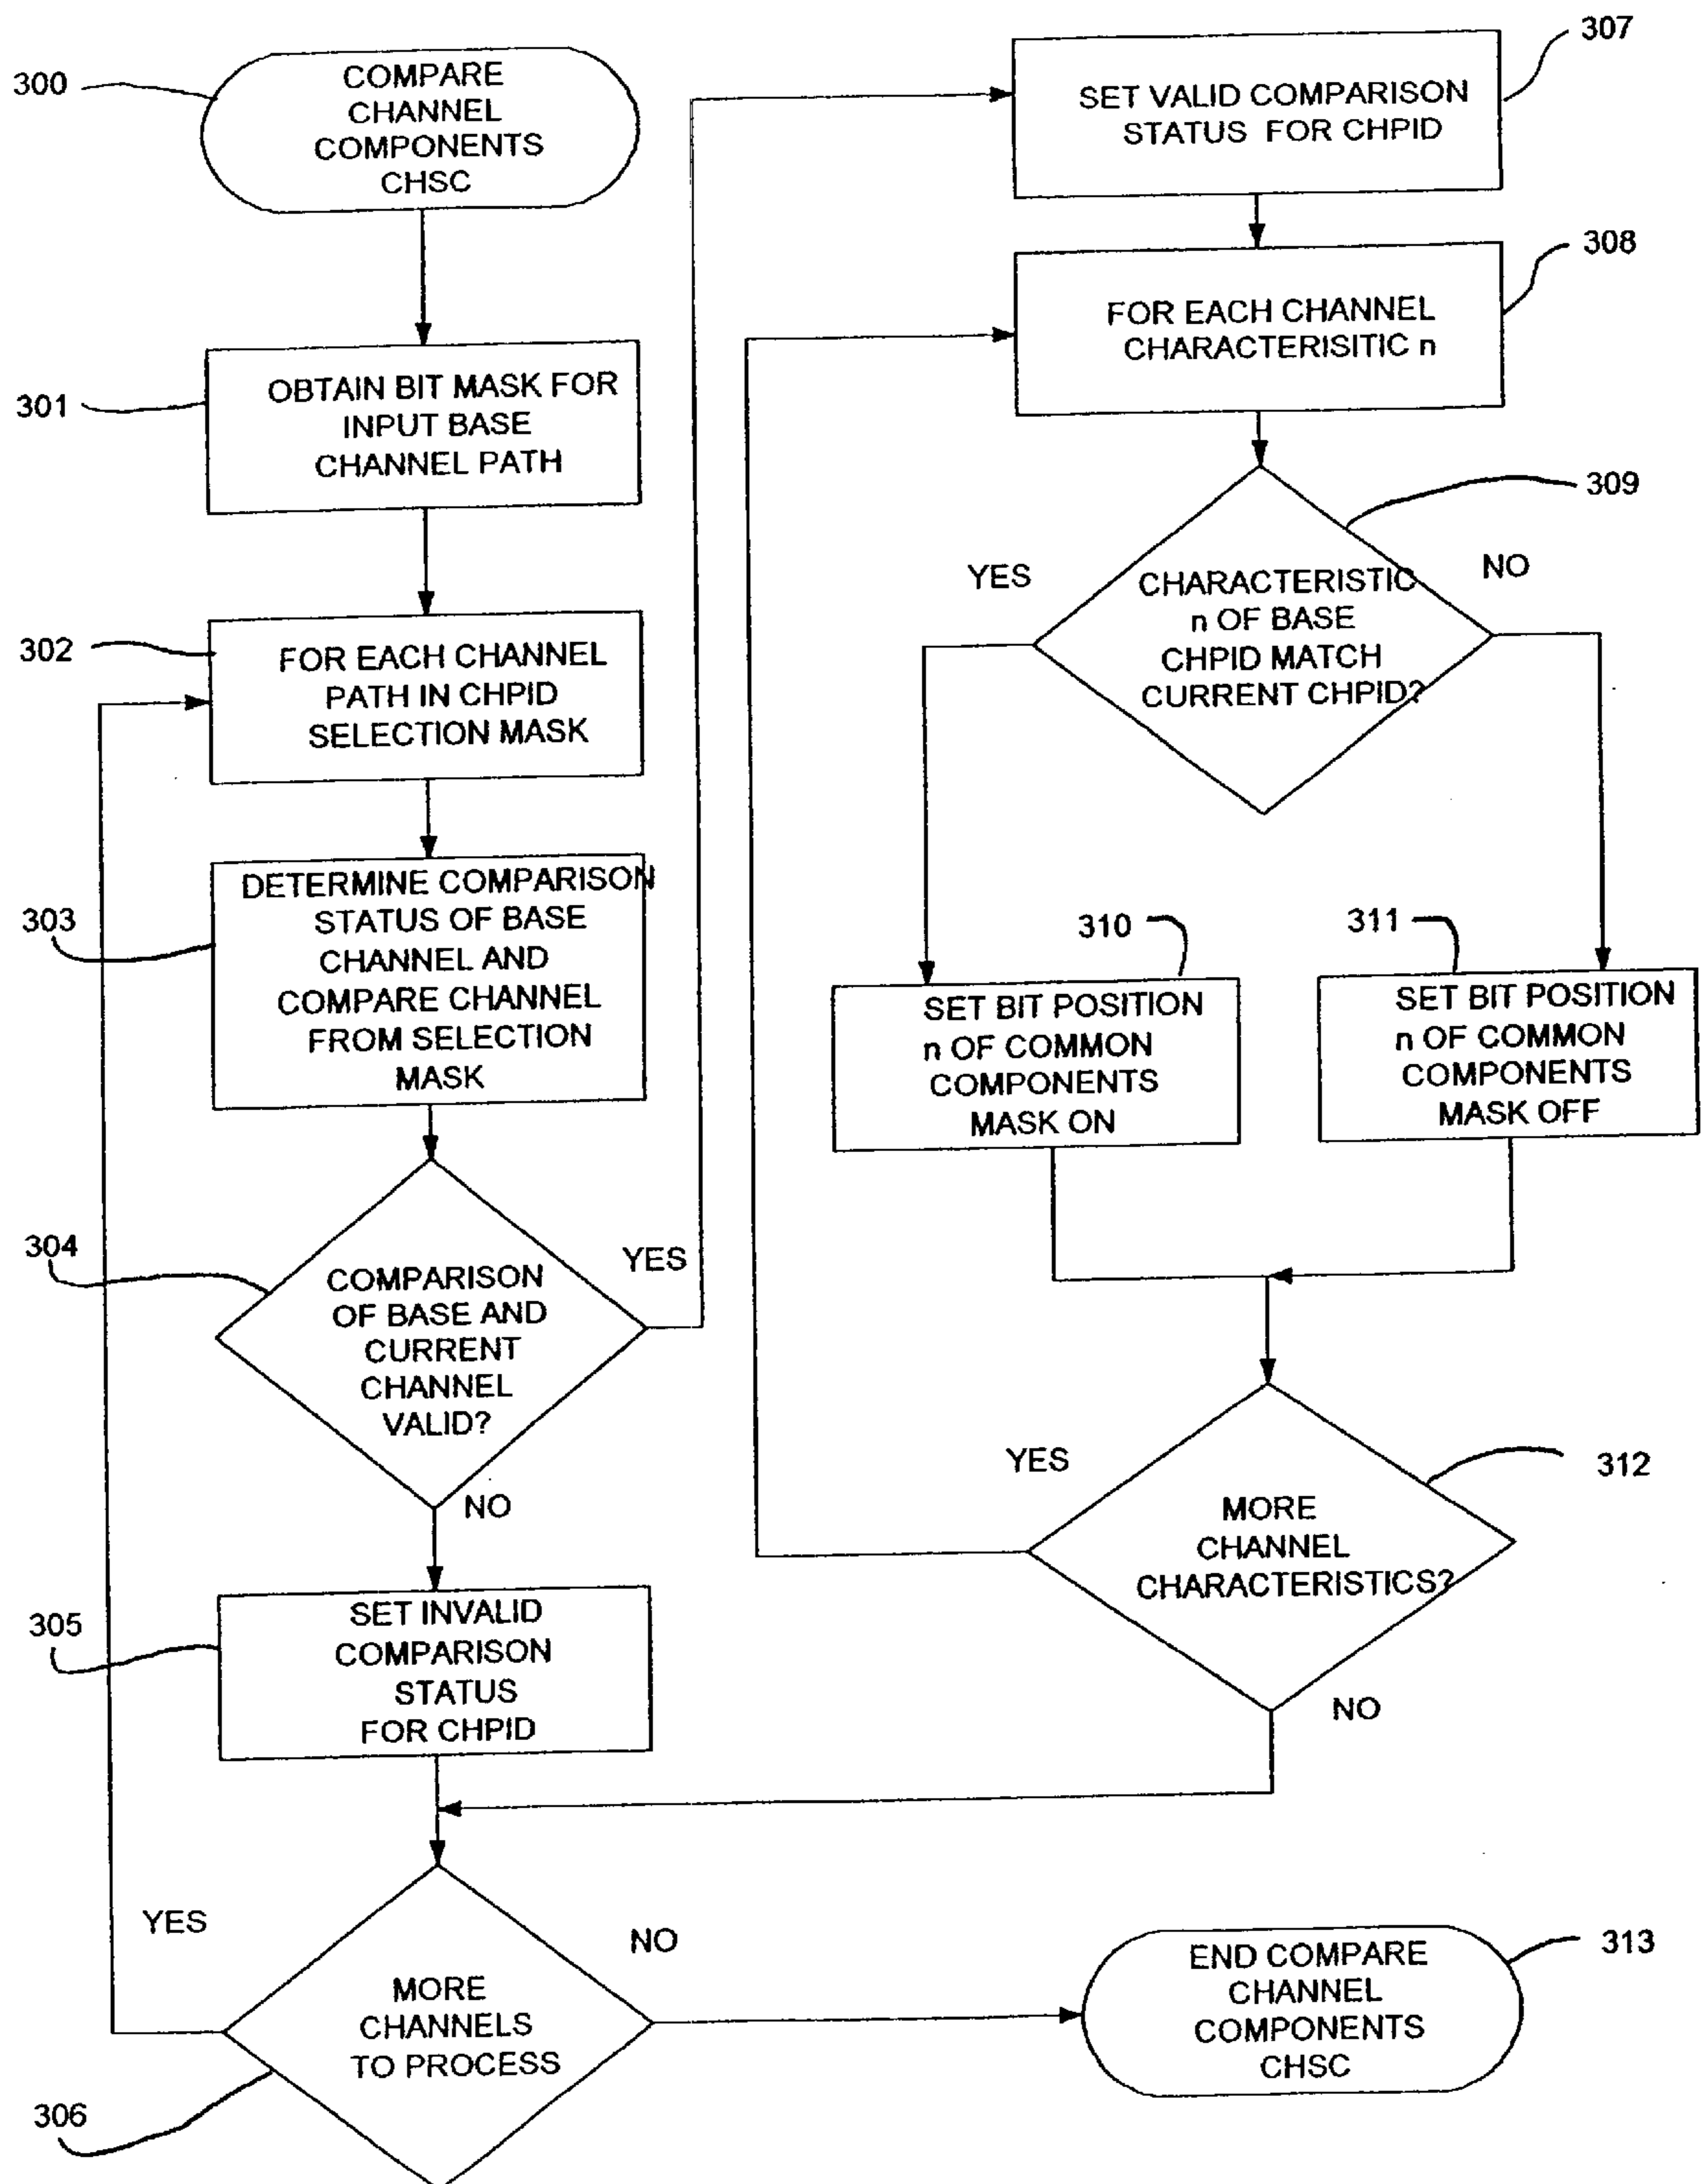 300
COMPARE
CHANNEL
COMPONENTS
CHSC
301
OBTAIN BIT MASK FOR
INPUT BASE
CHANNEL PATH
302
FOR EACH CHANNEL
PATH IN CHPID
SELECTION MASK
303
DETERMINE COMPARISON
STATUS OF BASE
CHANNEL AND
COMPARE CHANNEL
FROM SELECTION
MASK
304
COMPARISON
OF BASE AND
CURRENT
CHANNEL
VALID?
YES
NO
305
SET INVALID
COMPARISON
STATUS
FOR CHPID
306
MORE
CHANNELS
TO PROCESS
YES
NO
307
SET VALID COMPARISON
STATUS FOR CHPID
308
FOR EACH CHANNEL
CHARACTERISITIC n
309
CHARACTERISTIC
n OF BASE
CHPID MATCH
CURRENT CHPID?
YES
NO
310
SET BIT POSITION
n OF COMMON
COMPONENTS
MASK ON
311
SET BIT POSITION
n OF COMMON
COMPONENTS
MASK OFF
312
MORE
CHANNEL
CHARACTERISTICS?
YES
NO
313
END COMPARE
CHANNEL
COMPONENTS
CHSC